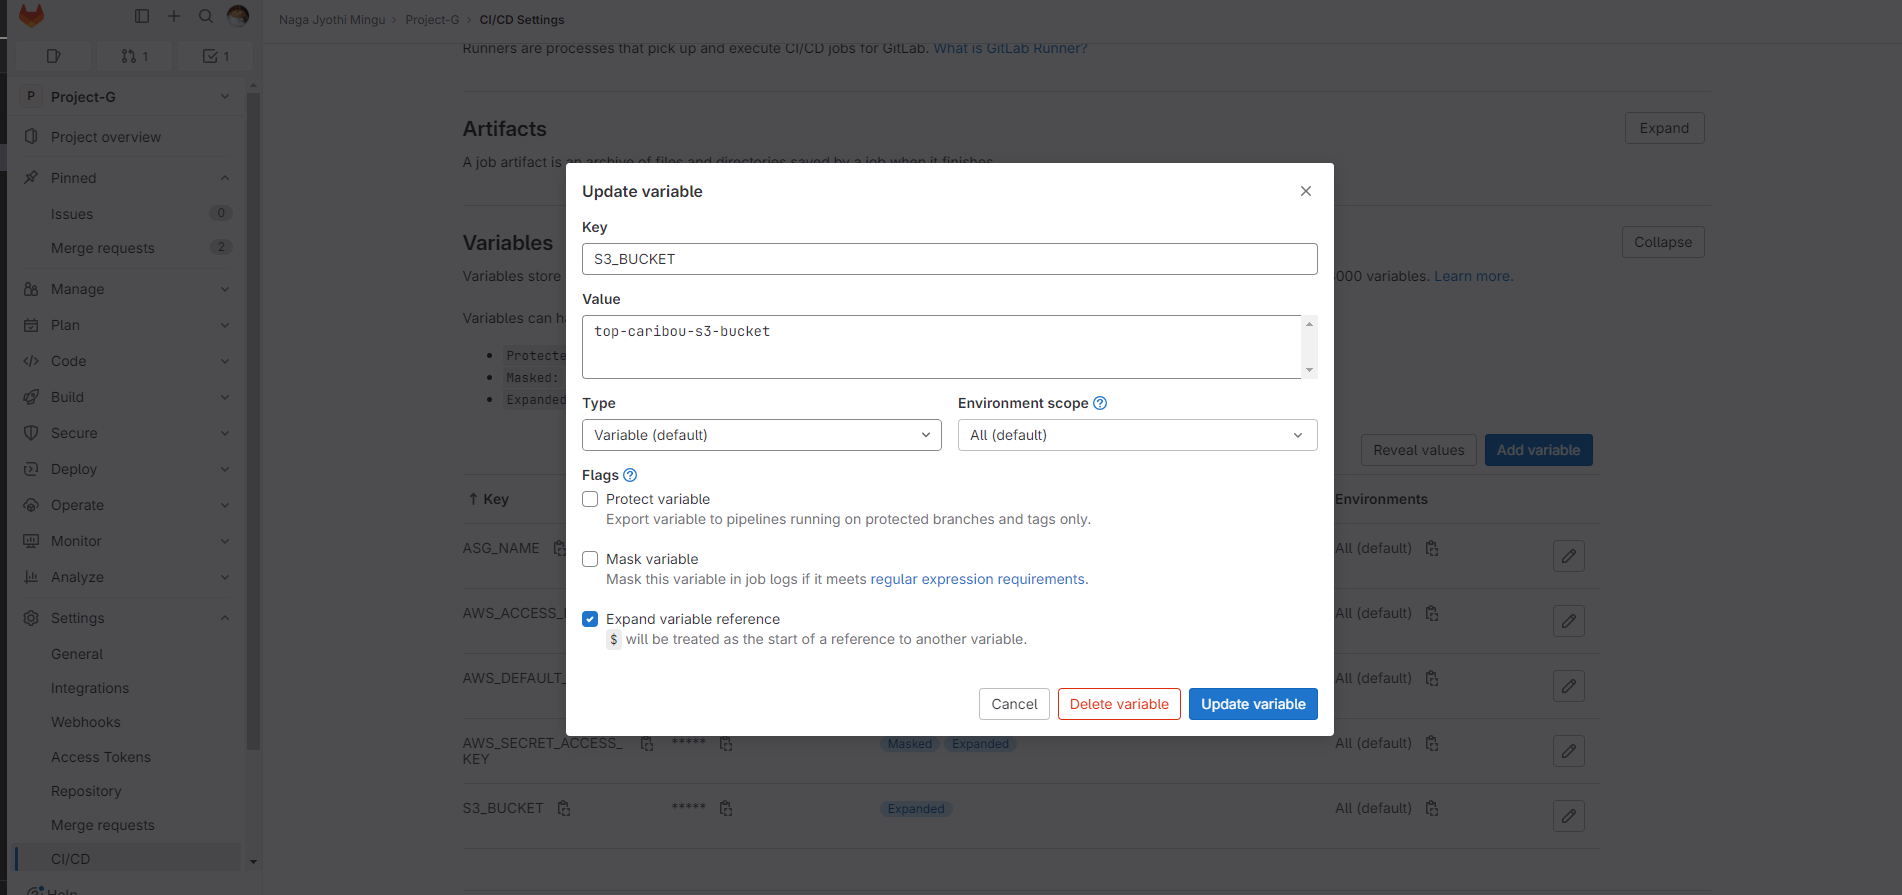 Naga Jyothi Mingu › Project-G › CI/CD Settings
1
1
P Project-G
Project overview
Pinned
Issues 0
Merge requests 2
Manage
Plan
Code
Build
Secure
Deploy
Operate
Monitor
Analyze
Settings
General
Integrations
Webhooks
Access Tokens
Repository
Merge requests
CI/CD
Help
Runners are processes that pick up and execute CI/CD jobs for GitLab. What is GitLab Runner?
Artifacts
Expand
A job artifact is an archive of files and directories saved by a job when it finishes.
Variables
Collapse
Variables store
000 variables. Learn more.
Variables can ha
Protecte
Masked:
Expanded
Reveal values
Add variable
↑ Key
Environments
ASG_NAME
All (default)
AWS_ACCESS_
All (default)
AWS_DEFAULT_
All (default)
AWS_SECRET_ACCESS_
KEY
*****
Masked Expanded
All (default)
S3_BUCKET
*****
Expanded
All (default)
Update variable
Key
S3_BUCKET
Value
top-caribou-s3-bucket
Type
Variable (default)
Environment scope
All (default)
Flags
Protect variable
Export variable to pipelines running on protected branches and tags only.
Mask variable
Mask this variable in job logs if it meets regular expression requirements.
Expand variable reference
$ will be treated as the start of a reference to another variable.
Cancel
Delete variable
Update variable